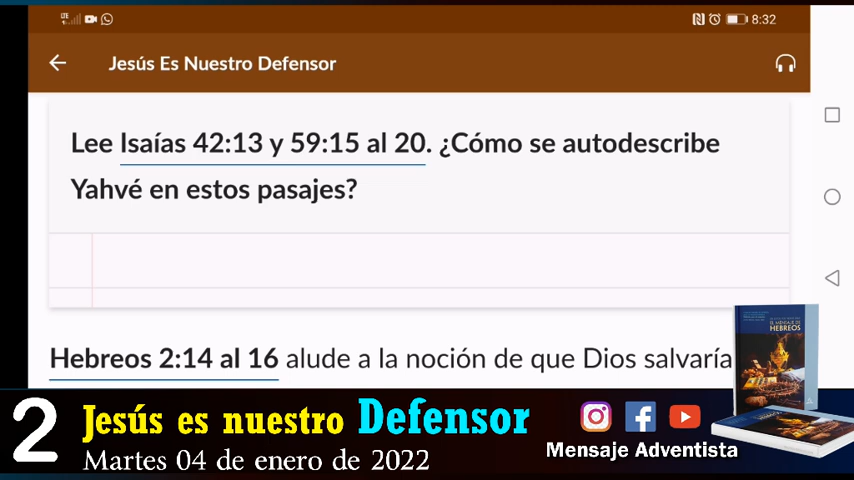 LTE
8:32
Jesús Es Nuestro Defensor
Lee Isaías 42:13 y 59:15 al 20. ¿Cómo se autodescribe
Yahvé en estos pasajes?
Hebreos 2:14 al 16 alude a la noción de que Dios salvaría
EL MENSAJE DE
HEBREOS
2 Jesús es nuestro Defensor
Martes 04 de enero de 2022
Mensaje Adventista